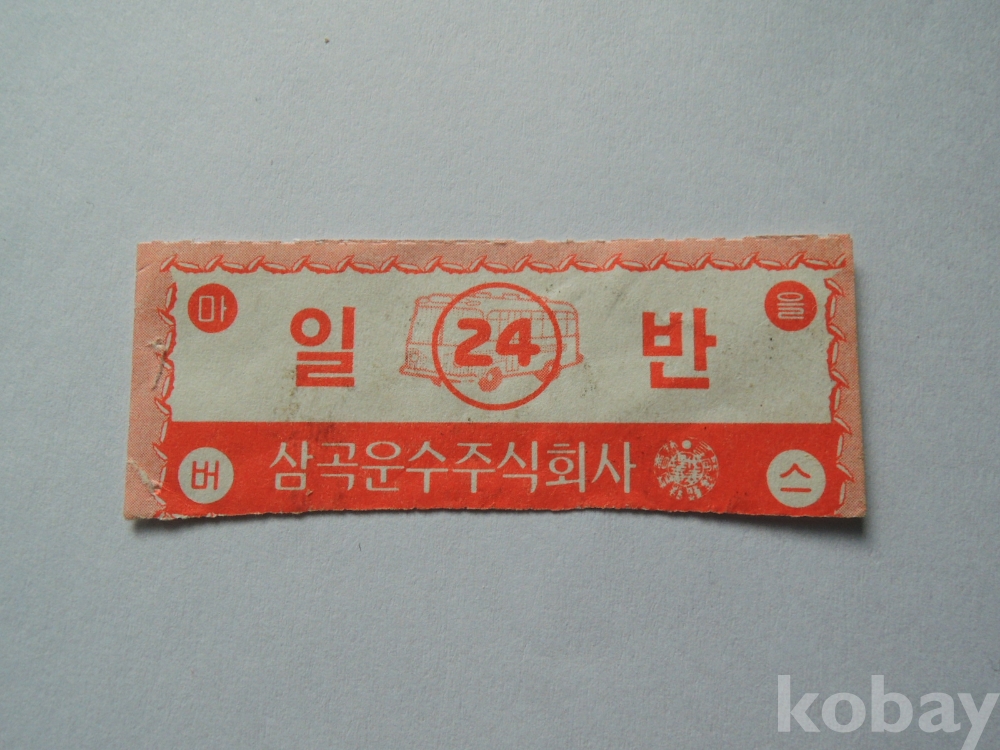 마 을
일 24 반
삼곡운수주식회사
버 스
kobay